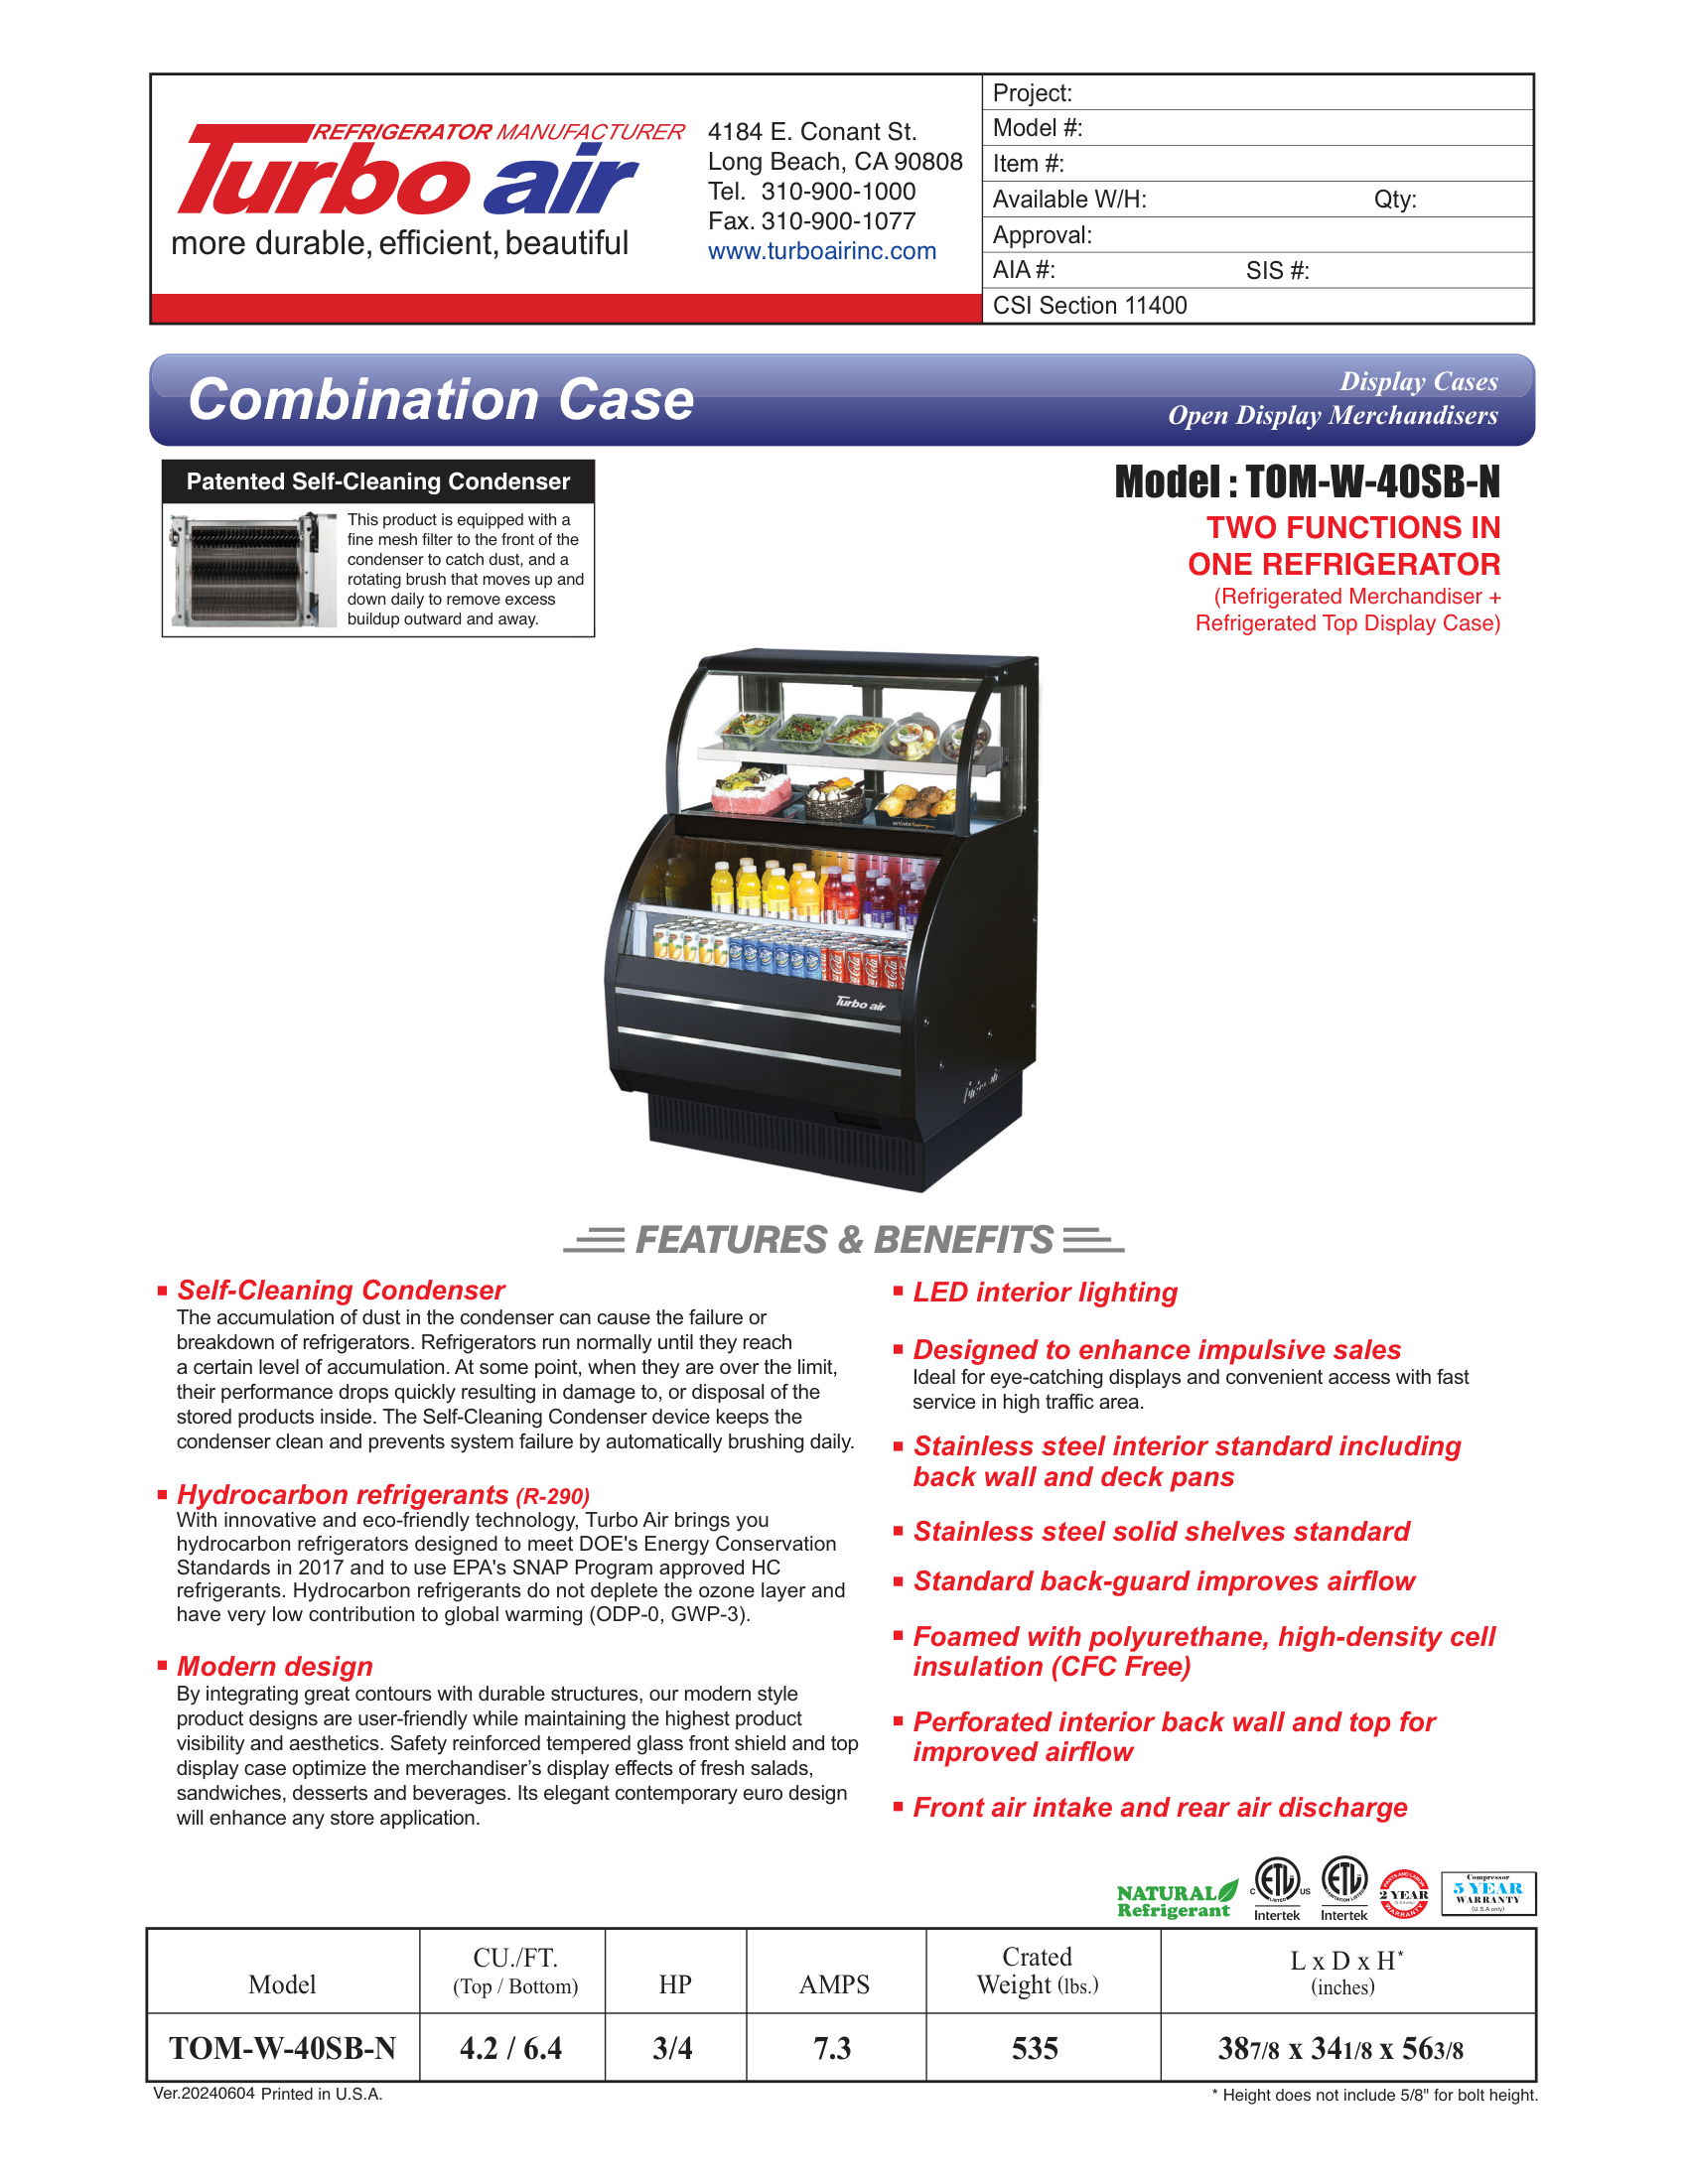 REFRIGERATOR MANUFACTURER
Turbo air
more durable, efficient, beautiful
4184 E. Conant St.
Long Beach, CA 90808
Tel. 310-900-1000
Fax. 310-900-1077
www.turboairinc.com
Project:
Model #:
Item #:
Available W/H: Qty:
Approval:
AIA #: SIS #:
CSI Section 11400
Combination Case
Display Cases
Open Display Merchandisers
Patented Self-Cleaning Condenser
This product is equipped with a
fine mesh filter to the front of the
condenser to catch dust, and a
rotating brush that moves up and
down daily to remove excess
buildup outward and away.
Model : TOM-W-40SB-N
TWO FUNCTIONS IN
ONE REFRIGERATOR
(Refrigerated Merchandiser +
Refrigerated Top Display Case)
Turbo air
FEATURES & BENEFITS
Self-Cleaning Condenser
The accumulation of dust in the condenser can cause the failure or
breakdown of refrigerators. Refrigerators run normally until they reach
a certain level of accumulation. At some point, when they are over the limit,
their performance drops quickly resulting in damage to, or disposal of the
stored products inside. The Self-Cleaning Condenser device keeps the
condenser clean and prevents system failure by automatically brushing daily.
Hydrocarbon refrigerants (R-290)
With innovative and eco-friendly technology, Turbo Air brings you
hydrocarbon refrigerators designed to meet DOE's Energy Conservation
Standards in 2017 and to use EPA's SNAP Program approved HC
refrigerants. Hydrocarbon refrigerants do not deplete the ozone layer and
have very low contribution to global warming (ODP-0, GWP-3).
Modern design
By integrating great contours with durable structures, our modern style
product designs are user-friendly while maintaining the highest product
visibility and aesthetics. Safety reinforced tempered glass front shield and top
display case optimize the merchandiser’s display effects of fresh salads,
sandwiches, desserts and beverages. Its elegant contemporary euro design
will enhance any store application.
LED interior lighting
Designed to enhance impulsive sales
Ideal for eye-catching displays and convenient access with fast
service in high traffic area.
Stainless steel interior standard including
back wall and deck pans
Stainless steel solid shelves standard
Standard back-guard improves airflow
Foamed with polyurethane, high-density cell
insulation (CFC Free)
Perforated interior back wall and top for
improved airflow
Front air intake and rear air discharge
NATURAL
Refrigerant
C ETL US
LISTED
Intertek
ETL
SANITATION LISTED
Intertek
PARTS AND LABOR
2 YEAR
WARRANTY
Compressor
5 YEAR
WARRANTY
(U.S.A only)
Model CU./FT. (Top / Bottom) HP AMPS Crated Weight (lbs.) L x D x H* (inches)
TOM-W-40SB-N 4.2 / 6.4 3/4 7.3 535 387/8 x 341/8 x 563/8
Ver.20240604 Printed in U.S.A.
* Height does not include 5/8" for bolt height.